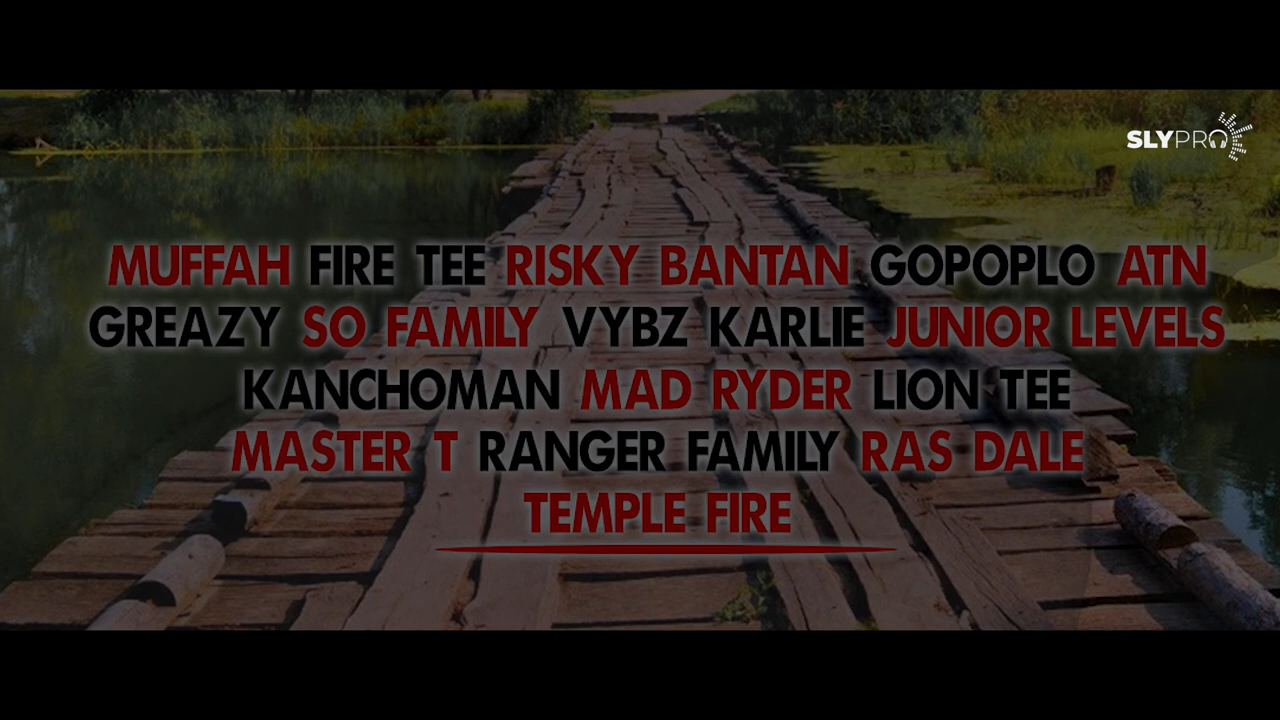 SLYPRO
MUFFAH FIRE TEE RISKY BANTAN GOPOPLO ATN
GREAZY SO FAMILY VYBZ KARLIE JUNIOR LEVELS
KANCHOMAN MAD RYDER LION TEE
MASTER T RANGER FAMILY RAS DALE
TEMPLE FIRE